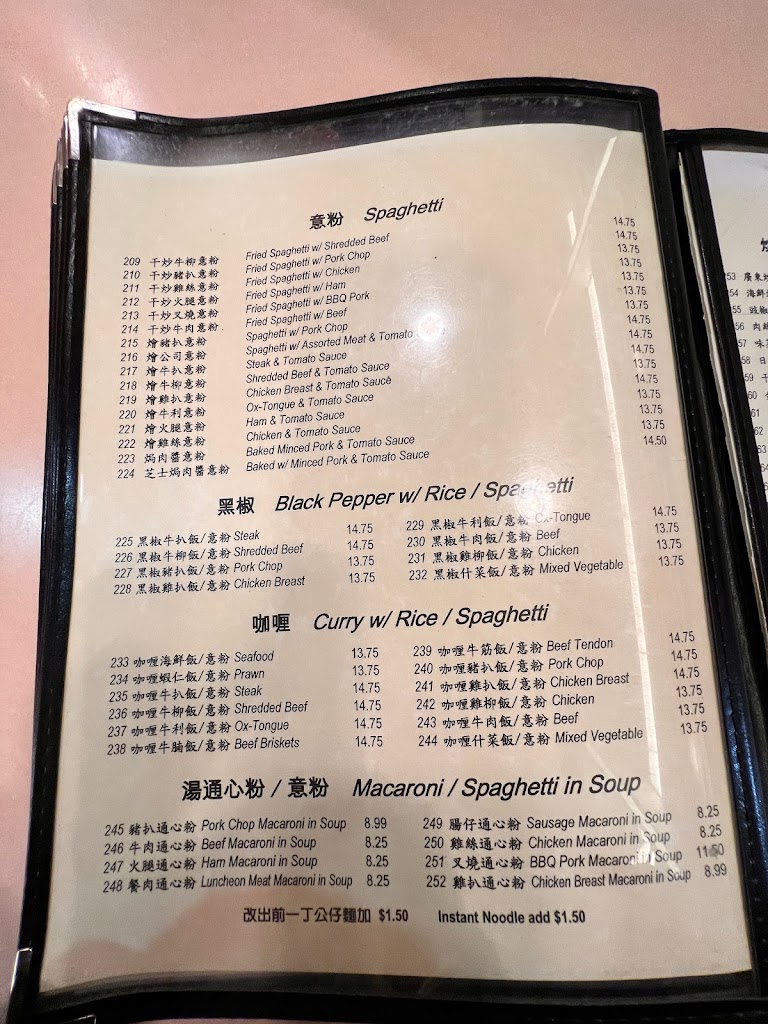 意粉 Spaghetti
209 干炒牛柳意粉 Fried Spaghetti w/ Shredded Beef 14.75
210 干炒豬扒意粉 Fried Spaghetti w/ Pork Chop 14.75
211 干炒雞絲意粉 Fried Spaghetti w/ Chicken 13.75
212 干炒火腿意粉 Fried Spaghetti w/ Ham 13.75
213 干炒叉燒意粉 Fried Spaghetti w/ BBQ Pork 13.75
214 干炒牛肉意粉 Fried Spaghetti w/ Beef 13.75
215 燴豬扒意粉 Spaghetti w/ Pork Chop 13.75
216 燴公司意粉 Spaghetti w/ Assorted Meat & Tomato 14.75
217 燴牛扒意粉 Steak & Tomato Sauce 14.75
218 燴牛柳意粉 Shredded Beef & Tomato Sauce 14.75
219 燴雞扒意粉 Chicken Breast & Tomato Sauce 13.75
220 燴牛利意粉 Ox-Tongue & Tomato Sauce 14.75
221 燴火腿意粉 Ham & Tomato Sauce 13.75
222 燴雞絲意粉 Chicken & Tomato Sauce 13.75
223 焗肉醬意粉 Baked Minced Pork & Tomato Sauce 13.75
224 芝士焗肉醬意粉 Baked w/ Minced Pork & Tomato Sauce 14.50
黑椒 Black Pepper w/ Rice / Spaghetti
225 黑椒牛扒飯/意粉 Steak 14.75
226 黑椒牛柳飯/意粉 Shredded Beef 14.75
227 黑椒豬扒飯/意粉 Pork Chop 13.75
228 黑椒雞扒飯/意粉 Chicken Breast 13.75
229 黑椒牛利飯/意粉 Ox-Tongue 14.75
230 黑椒牛肉飯/意粉 Beef 13.75
231 黑椒雞柳飯/意粉 Chicken 13.75
232 黑椒什菜飯/意粉 Mixed Vegetable 13.75
咖喱 Curry w/ Rice / Spaghetti
233 咖喱海鮮飯/意粉 Seafood 13.75
234 咖喱蝦仁飯/意粉 Prawn 13.75
235 咖喱牛扒飯/意粉 Steak 14.75
236 咖喱牛柳飯/意粉 Shredded Beef 14.75
237 咖喱牛利飯/意粉 Ox-Tongue 14.75
238 咖喱牛腩飯/意粉 Beef Briskets 14.75
239 咖喱牛筋飯/意粉 Beef Tendon 14.75
240 咖喱豬扒飯/意粉 Pork Chop 14.75
241 咖喱雞扒飯/意粉 Chicken Breast 14.75
242 咖喱雞柳飯/意粉 Chicken 13.75
243 咖喱牛肉飯/意粉 Beef 13.75
244 咖喱什菜飯/意粉 Mixed Vegetable 13.75
湯通心粉 / 意粉 Macaroni / Spaghetti in Soup
245 豬扒通心粉 Pork Chop Macaroni in Soup 8.99
246 牛肉通心粉 Beef Macaroni in Soup 8.25
247 火腿通心粉 Ham Macaroni in Soup 8.25
248 餐肉通心粉 Luncheon Meat Macaroni in Soup 8.25
249 腸仔通心粉 Sausage Macaroni in Soup 8.25
250 雞絲通心粉 Chicken Macaroni in Soup 8.25
251 叉燒通心粉 BBQ Pork Macaroni in Soup 11.50
252 雞扒通心粉 Chicken Breast Macaroni in Soup 8.99
改出前一丁公仔麵加 $1.50 Instant Noodle add $1.50
53 廣東
54 海鮮
55 豉椒
56 肉
57 味
58 日
59 干
60
61
62